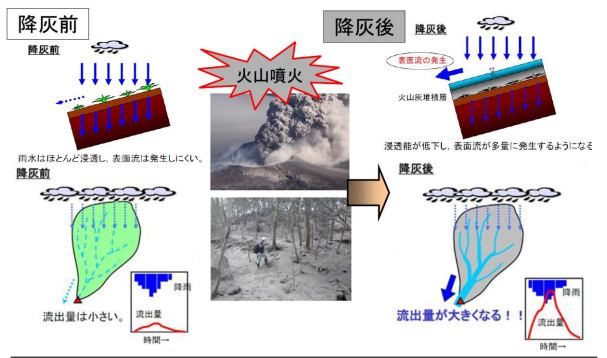 降灰前
降灰前
雨水はほとんど浸透し、表面流は発生しにくい。
火山噴火
降灰後
降灰後
表面流の発生
火山灰堆積層
浸透能が低下し、表面流が多量に発生するようになる
降灰前
流出量は小さい。
降雨
流出量
時間→
降灰後
流出量が大きくなる！！
降雨
流出量
時間→